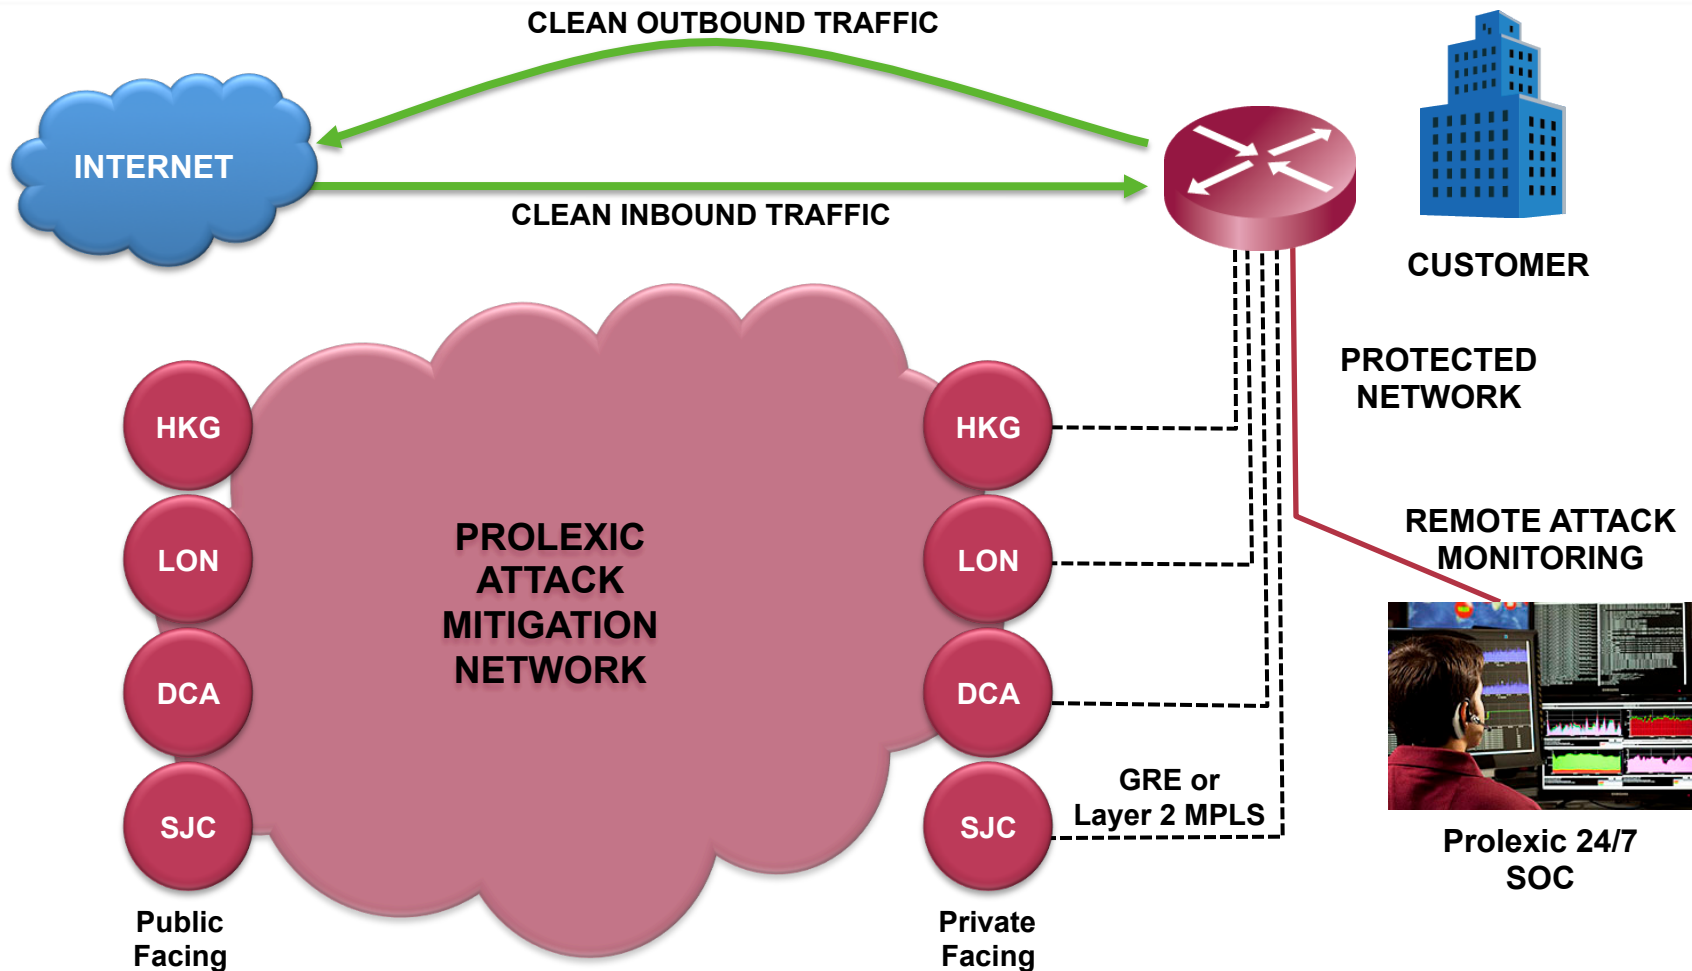 CLEAN OUTBOUND TRAFFIC
INTERNET
CLEAN INBOUND TRAFFIC
CUSTOMER
PROTECTED
NETWORK
HKG
HKG
REMOTE ATTACK
MONITORING
LON
PROLEXIC
ATTACK
MITIGATION
NETWORK
LON
DCA
DCA
GRE or
Layer 2 MPLS
SJC
SJC
Prolexic 24/7
SOC
Public
Facing
Private
Facing